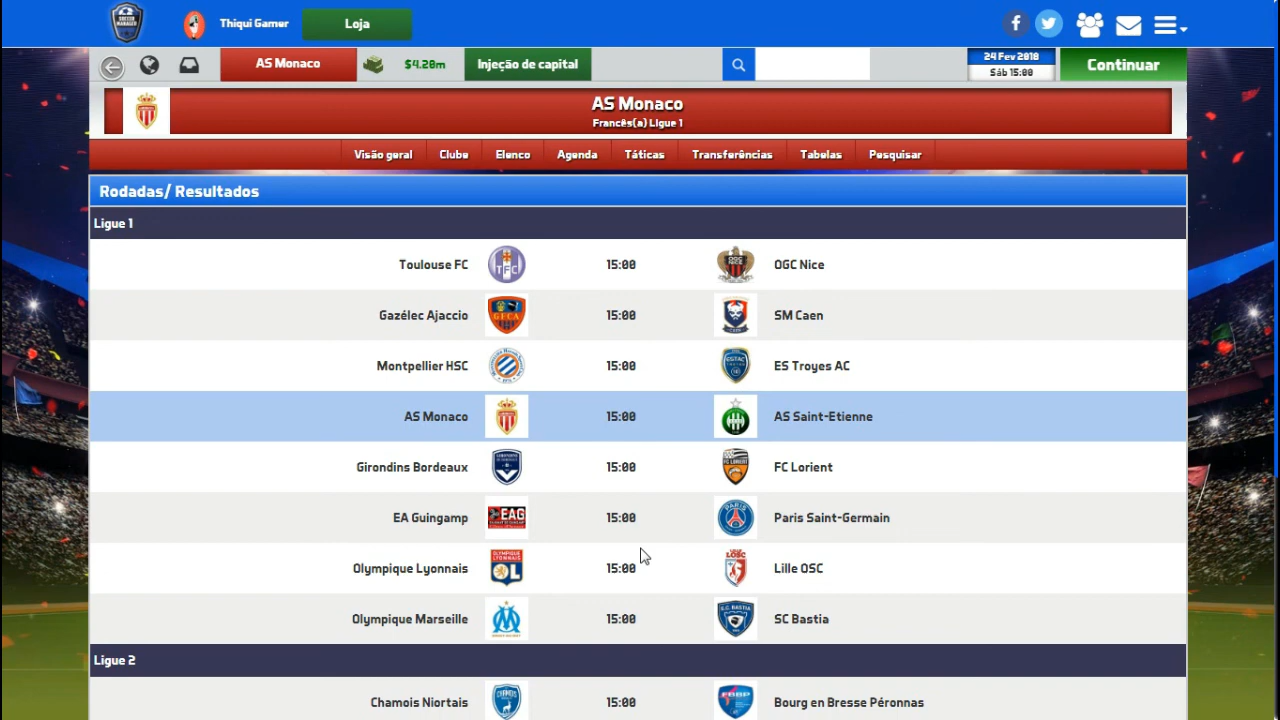 Thiqui Gamer
Loja
AS Monaco
$4.20m
Injeção de capital
24 Fev 2018
Sáb 15:00
Continuar
AS Monaco
Francês(a) Ligue 1
Visão geral
Clube
Elenco
Agenda
Táticas
Transferências
Tabelas
Pesquisar
Rodadas/ Resultados
Ligue 1
Toulouse FC 15:00 OGC Nice
Gazélec Ajaccio 15:00 SM Caen
Montpellier HSC 15:00 ES Troyes AC
AS Monaco 15:00 AS Saint-Etienne
Girondins Bordeaux 15:00 FC Lorient
EA Guingamp 15:00 Paris Saint-Germain
Olympique Lyonnais 15:00 Lille OSC
Olympique Marseille 15:00 SC Bastia
Ligue 2
Chamois Niortais 15:00 Bourg en Bresse Péronnas